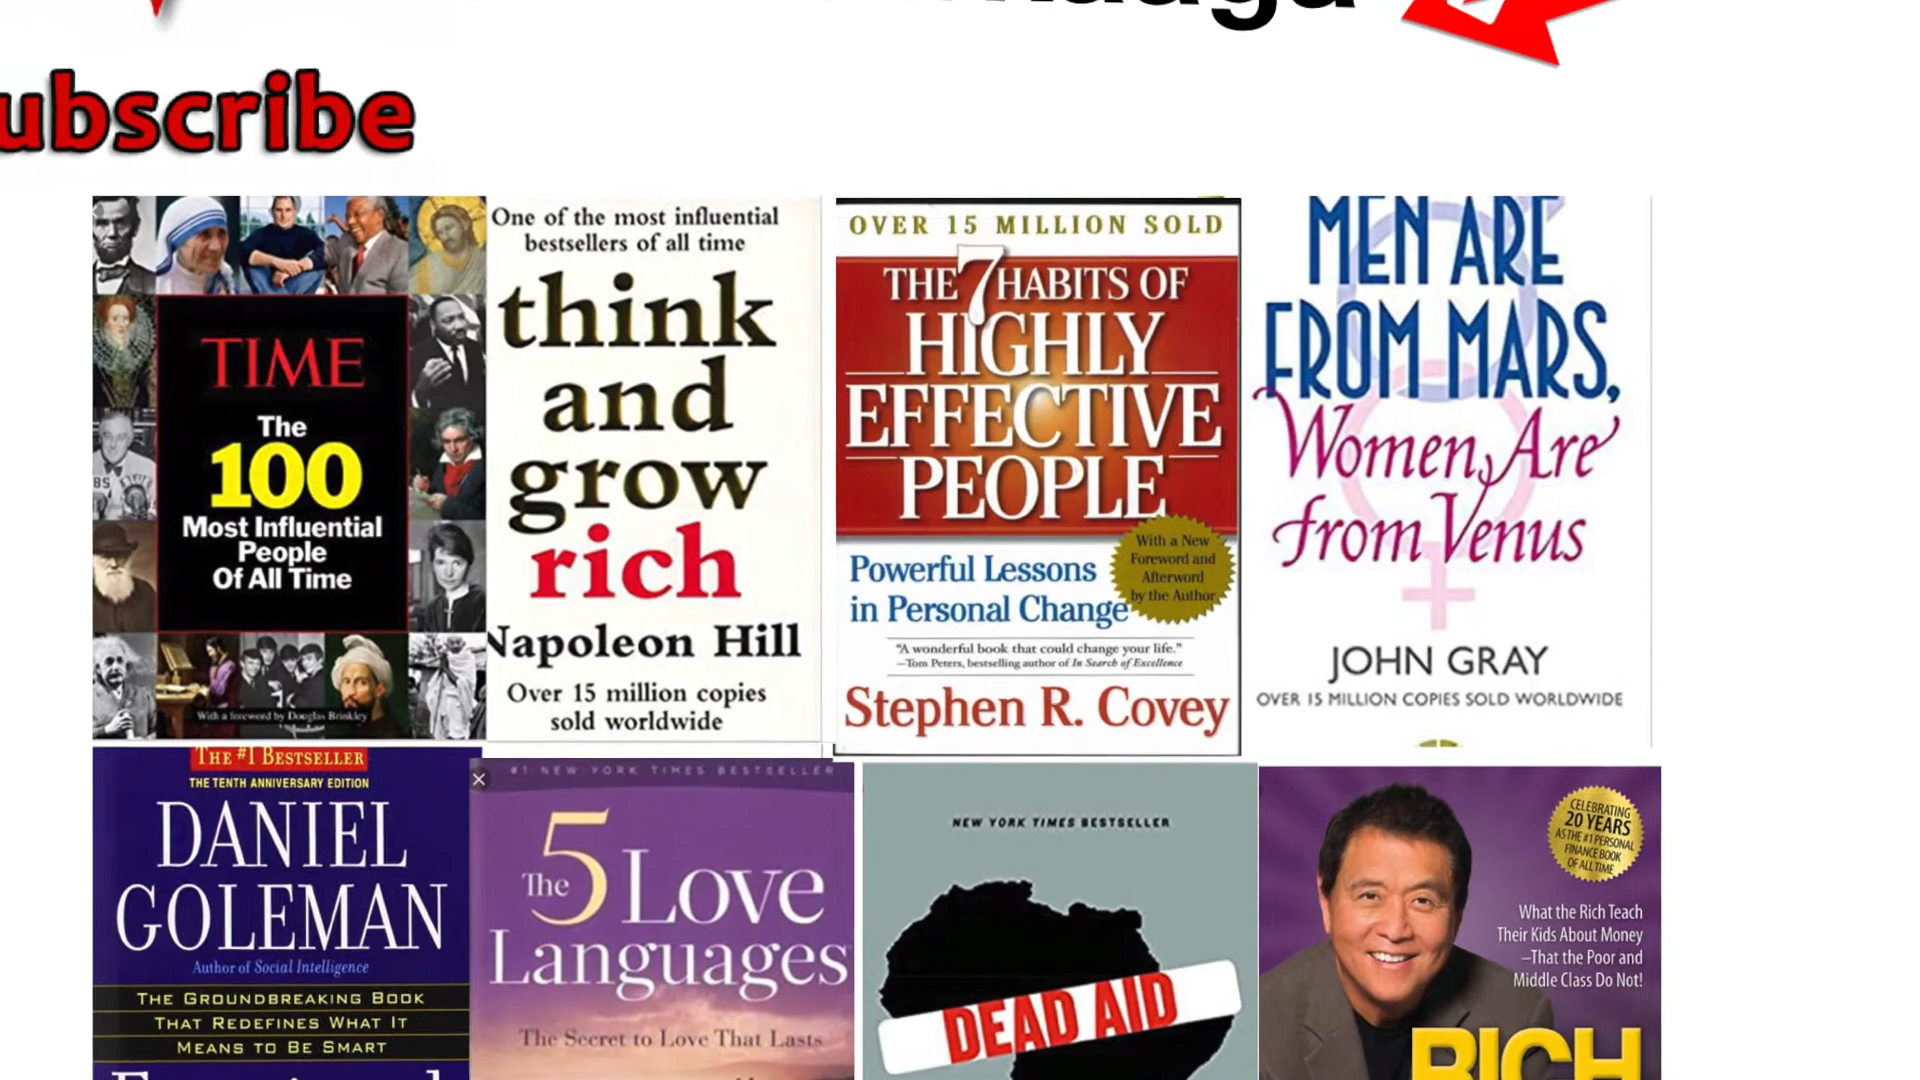 ubscribe
TIME
The
100
Most Influential
People
Of All Time
With a foreword by Douglas Brinkley
One of the most influential
bestsellers of all time
think
and
grow
rich
Napoleon Hill
Over 15 million copies
sold worldwide
OVER 15 MILLION SOLD
THE 7 HABITS OF
HIGHLY
EFFECTIVE
PEOPLE
With a New
Foreword and
Afterword
by the Author
Powerful Lessons
in Personal Change
"A wonderful book that could change your life."
—Tom Peters, bestselling author of In Search of Excellence
Stephen R. Covey
MEN ARE
FROM MARS,
Women Are
from Venus
JOHN GRAY
OVER 15 MILLION COPIES SOLD WORLDWIDE
THE #1 BESTSELLER
THE TENTH ANNIVERSARY EDITION
DANIEL
GOLEMAN
Author of Social Intelligence
THE GROUNDBREAKING BOOK
THAT REDEFINES WHAT IT
MEANS TO BE SMART
#1 NEW YORK TIMES BESTSELLER
The 5 Love
Languages
The Secret to Love That Lasts
NEW YORK TIMES BESTSELLER
DEAD AID
CELEBRATING
20 YEARS
AS THE #1 PERSONAL
FINANCE BOOK
OF ALL TIME
What the Rich Teach
Their Kids About Money
–That the Poor and
Middle Class Do Not!
RICH